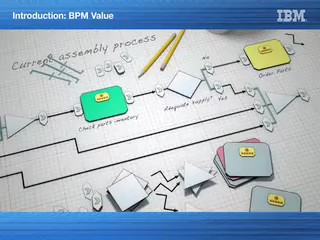 Introduction: BPM Value
IBM
Current assembly process
No
Order Parts
Adequate supply?
Yes
Check parts inventory